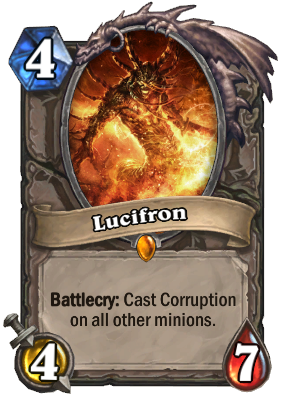 4
Lucifron
Battlecry: Cast Corruption
on all other minions.
4
7